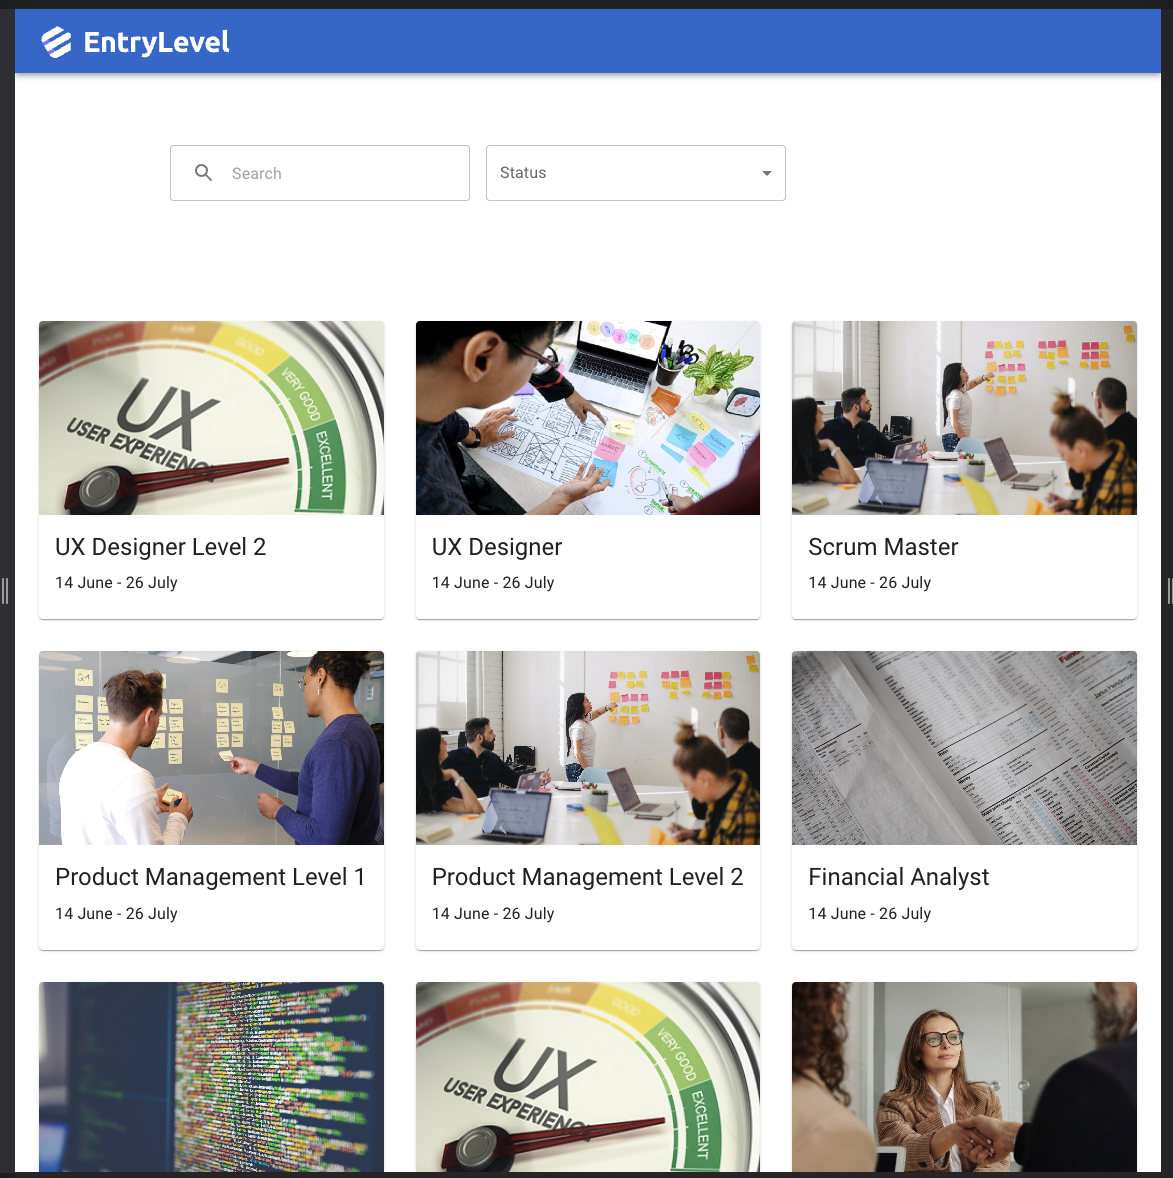 EntryLevel
Search
Status
POOR
FAIR
GOOD
VERY GOOD
EXCELLENT
UX
USER EXPERIENCE
UX Designer Level 2
14 June - 26 July
UX Designer
14 June - 26 July
Scrum Master
14 June - 26 July
Q1
Product Management Level 1
14 June - 26 July
Product Management Level 2
14 June - 26 July
Janus Henderson
Financial Analyst
14 June - 26 July
POOR
FAIR
GOOD
VERY GOOD
EXCELLENT
UX
USER EXPERIENCE